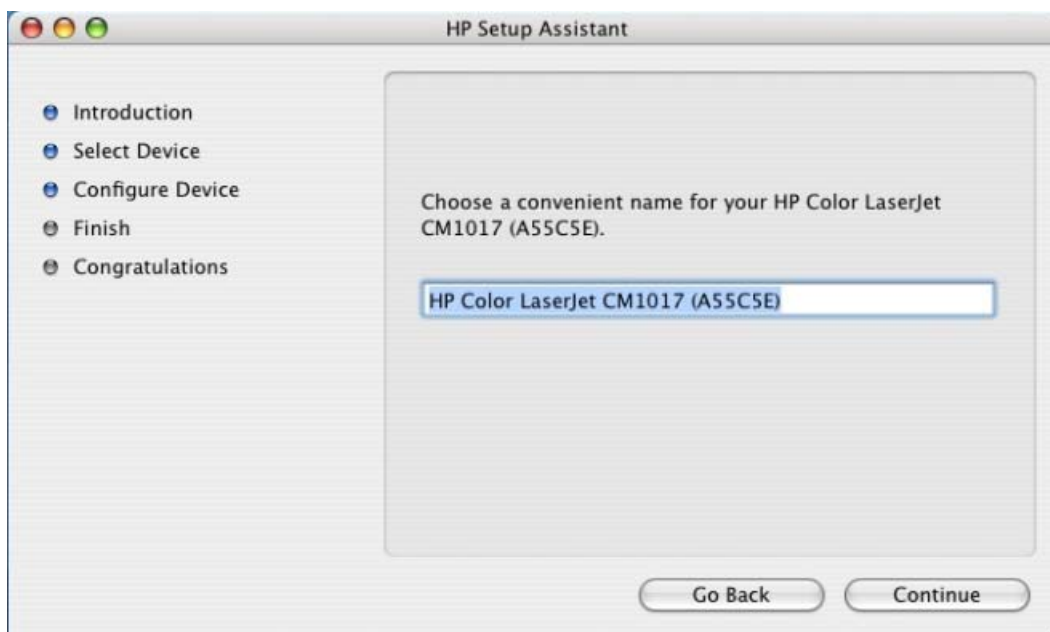 HP Setup Assistant
Introduction
Select Device
Configure Device
Finish
Congratulations
Choose a convenient name for your HP Color LaserJet
CM1017 (A55C5E).
HP Color LaserJet CM1017 (A55C5E)
Go Back
Continue